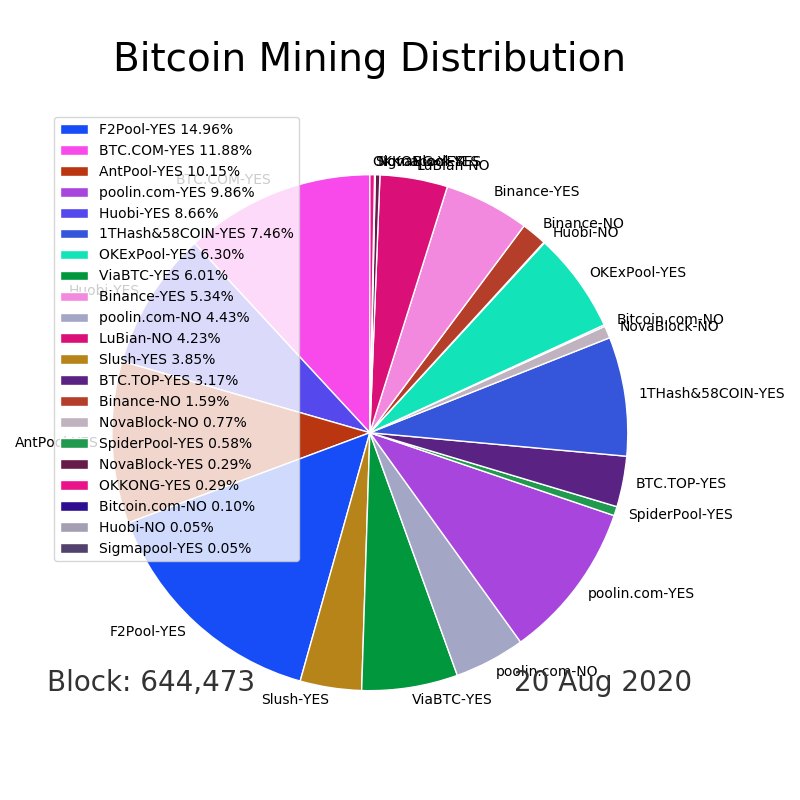 Bitcoin Mining Distribution
F2Pool-YES 14.96%
BTC.COM-YES 11.88%
AntPool-YES 10.15%
poolin.com-YES 9.86%
Huobi-YES 8.66%
1THash&58COIN-YES 7.46%
OKExPool-YES 6.30%
ViaBTC-YES 6.01%
Binance-YES 5.34%
poolin.com-NO 4.43%
LuBian-NO 4.23%
Slush-YES 3.85%
BTC.TOP-YES 3.17%
Binance-NO 1.59%
NovaBlock-NO 0.77%
SpiderPool-YES 0.58%
NovaBlock-YES 0.29%
OKKONG-YES 0.29%
Bitcoin.com-NO 0.10%
Huobi-NO 0.05%
Sigmapool-YES 0.05%
BTC.COM-YES
Huobi-YES
AntPool-YES
F2Pool-YES
Slush-YES
ViaBTC-YES
poolin.com-NO
poolin.com-YES
SpiderPool-YES
BTC.TOP-YES
1THash&58COIN-YES
NovaBlock-NO
Bitcoin.com-NO
OKExPool-YES
Huobi-NO
Binance-NO
Binance-YES
LuBian-NO
Block: 644,473
20 Aug 2020